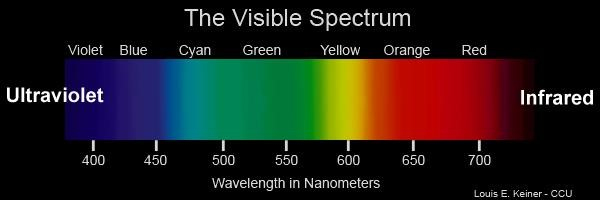 The Visible Spectrum
Violet Blue Cyan Green Yellow Orange Red
Ultraviolet Infrared
400 450 500 550 600 650 700
Wavelength in Nanometers
Louis E. Keiner - CCU